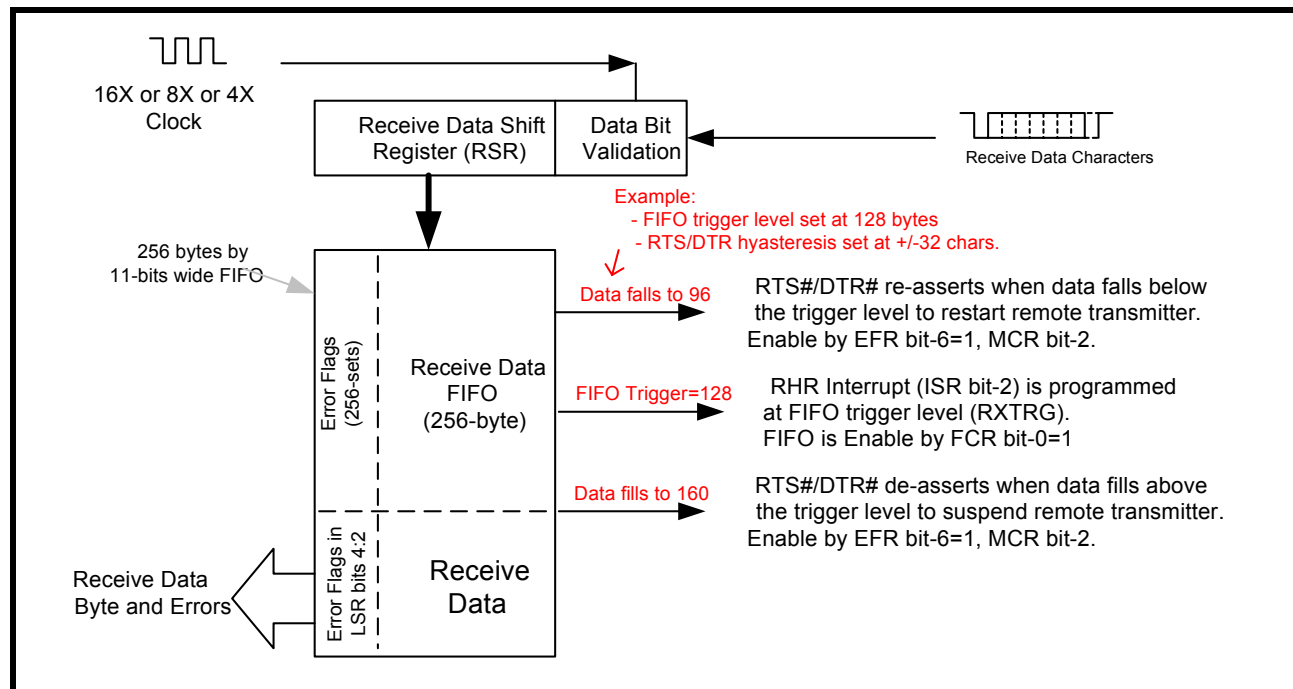 16X or 8X or 4X
Clock
Receive Data Shift
Register (RSR)
Data Bit
Validation
Receive Data Characters
Example:
- FIFO trigger level set at 128 bytes
- RTS/DTR hyasteresis set at +/-32 chars.
256 bytes by
11-bits wide FIFO
Data falls to 96
RTS#/DTR# re-asserts when data falls below
the trigger level to restart remote transmitter.
Enable by EFR bit-6=1, MCR bit-2.
Error Flags
(256-sets)
Receive Data
FIFO
(256-byte)
FIFO Trigger=128
RHR Interrupt (ISR bit-2) is programmed
at FIFO trigger level (RXTRG).
FIFO is Enable by FCR bit-0=1
Data fills to 160
RTS#/DTR# de-asserts when data fills above
the trigger level to suspend remote transmitter.
Enable by EFR bit-6=1, MCR bit-2.
Error Flags in
LSR bits 4:2
Receive
Data
Receive Data
Byte and Errors